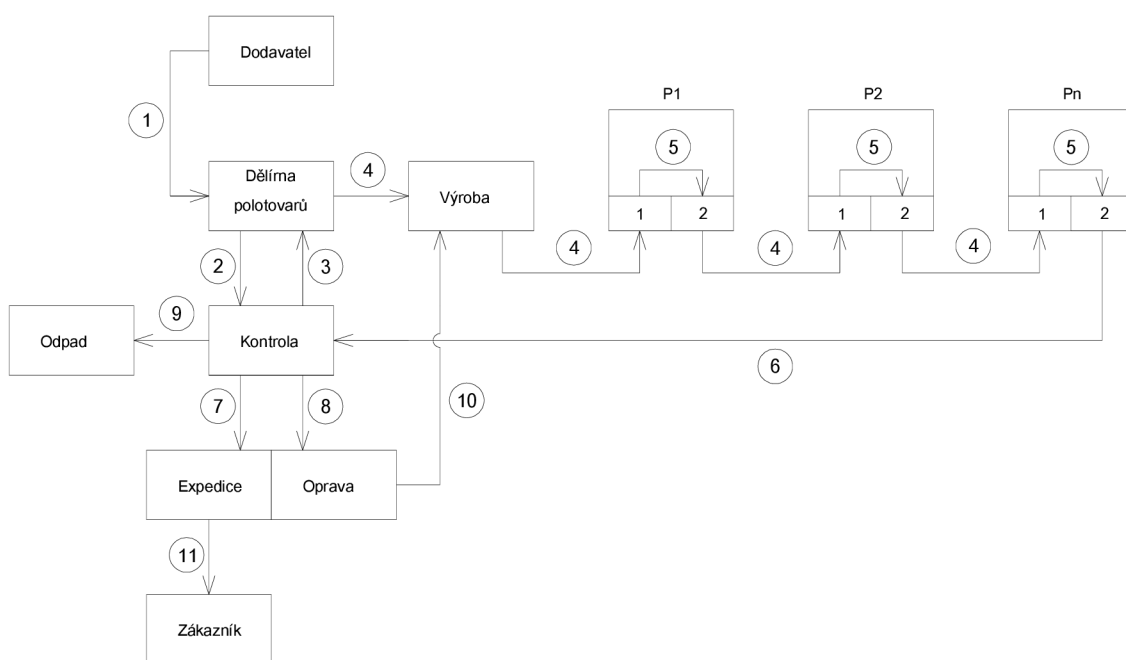 Dodavatel
P1
P2
Pn
1
4
5
5
5
Dělírna
polotovarů
Výroba
1
2
1
2
1
2
4
4
4
2
3
9
Odpad
Kontrola
6
7
8
10
Expedice
Oprava
11
Zákazník